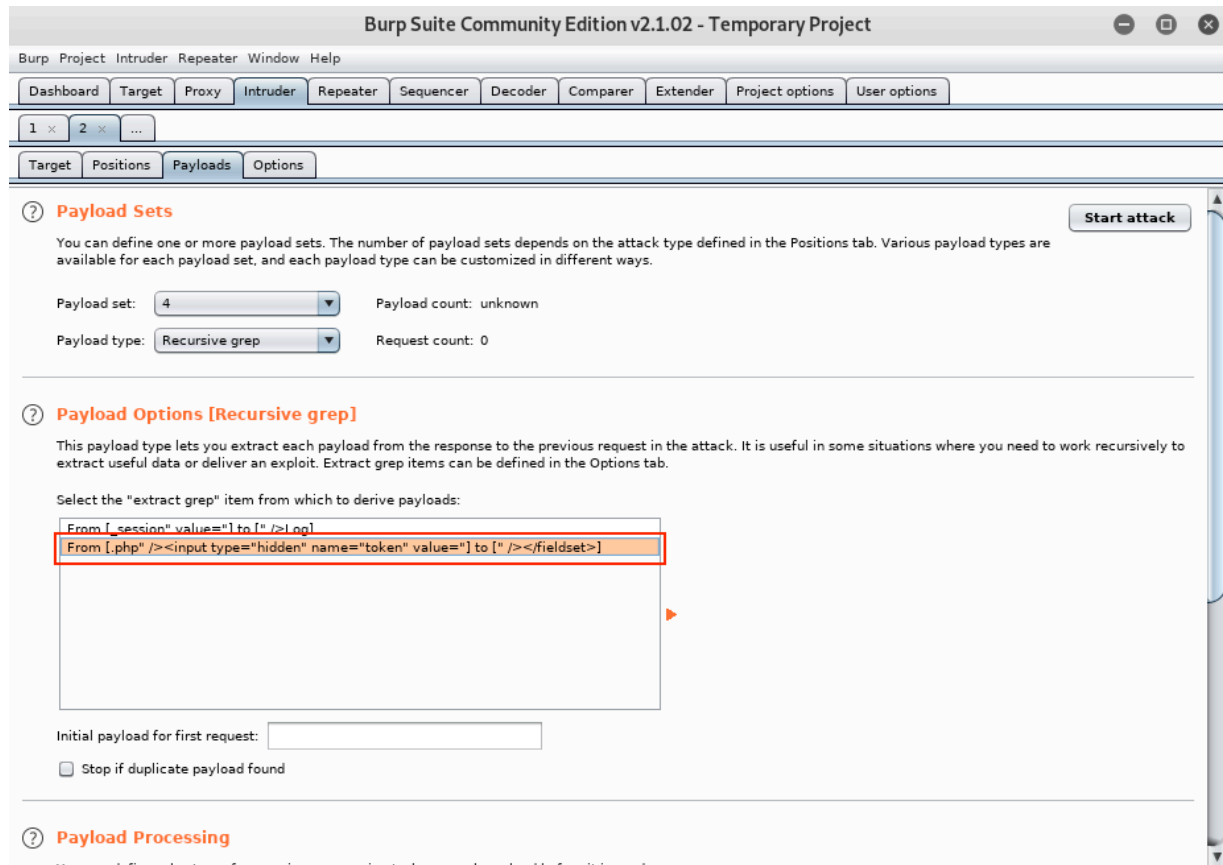 Burp Suite Community Edition v2.1.02 - Temporary Project
Burp Project Intruder Repeater Window Help
Dashboard Target Proxy Intruder Repeater Sequencer Decoder Comparer Extender Project options User options
1 × 2 × ...
Target Positions Payloads Options
? Payload Sets
Start attack
You can define one or more payload sets. The number of payload sets depends on the attack type defined in the Positions tab. Various payload types are
available for each payload set, and each payload type can be customized in different ways.
Payload set: 4 Payload count: unknown
Payload type: Recursive grep Request count: 0
? Payload Options [Recursive grep]
This payload type lets you extract each payload from the response to the previous request in the attack. It is useful in some situations where you need to work recursively to
extract useful data or deliver an exploit. Extract grep items can be defined in the Options tab.
Select the "extract grep" item from which to derive payloads:
From [_session" value="] to [" />Log]
From [.php" /><input type="hidden" name="token" value="] to [" /></fieldset>]
Initial payload for first request:
Stop if duplicate payload found
? Payload Processing